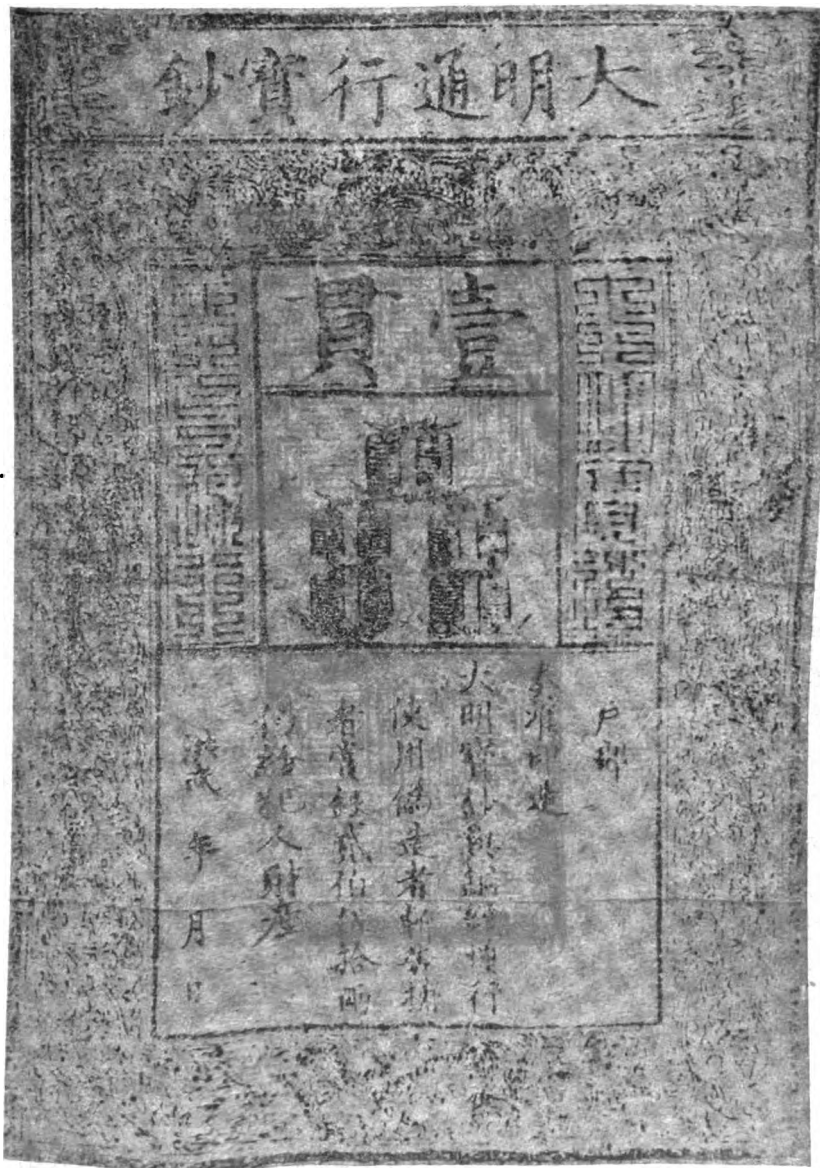 大明通行寶鈔
壹貫
户部
奏准印造
大明寶鈔與銅錢通行
使用偽造者斬告捕
者賞銀貳伯伍拾兩
仍給犯人財產
洪武 年 月 日